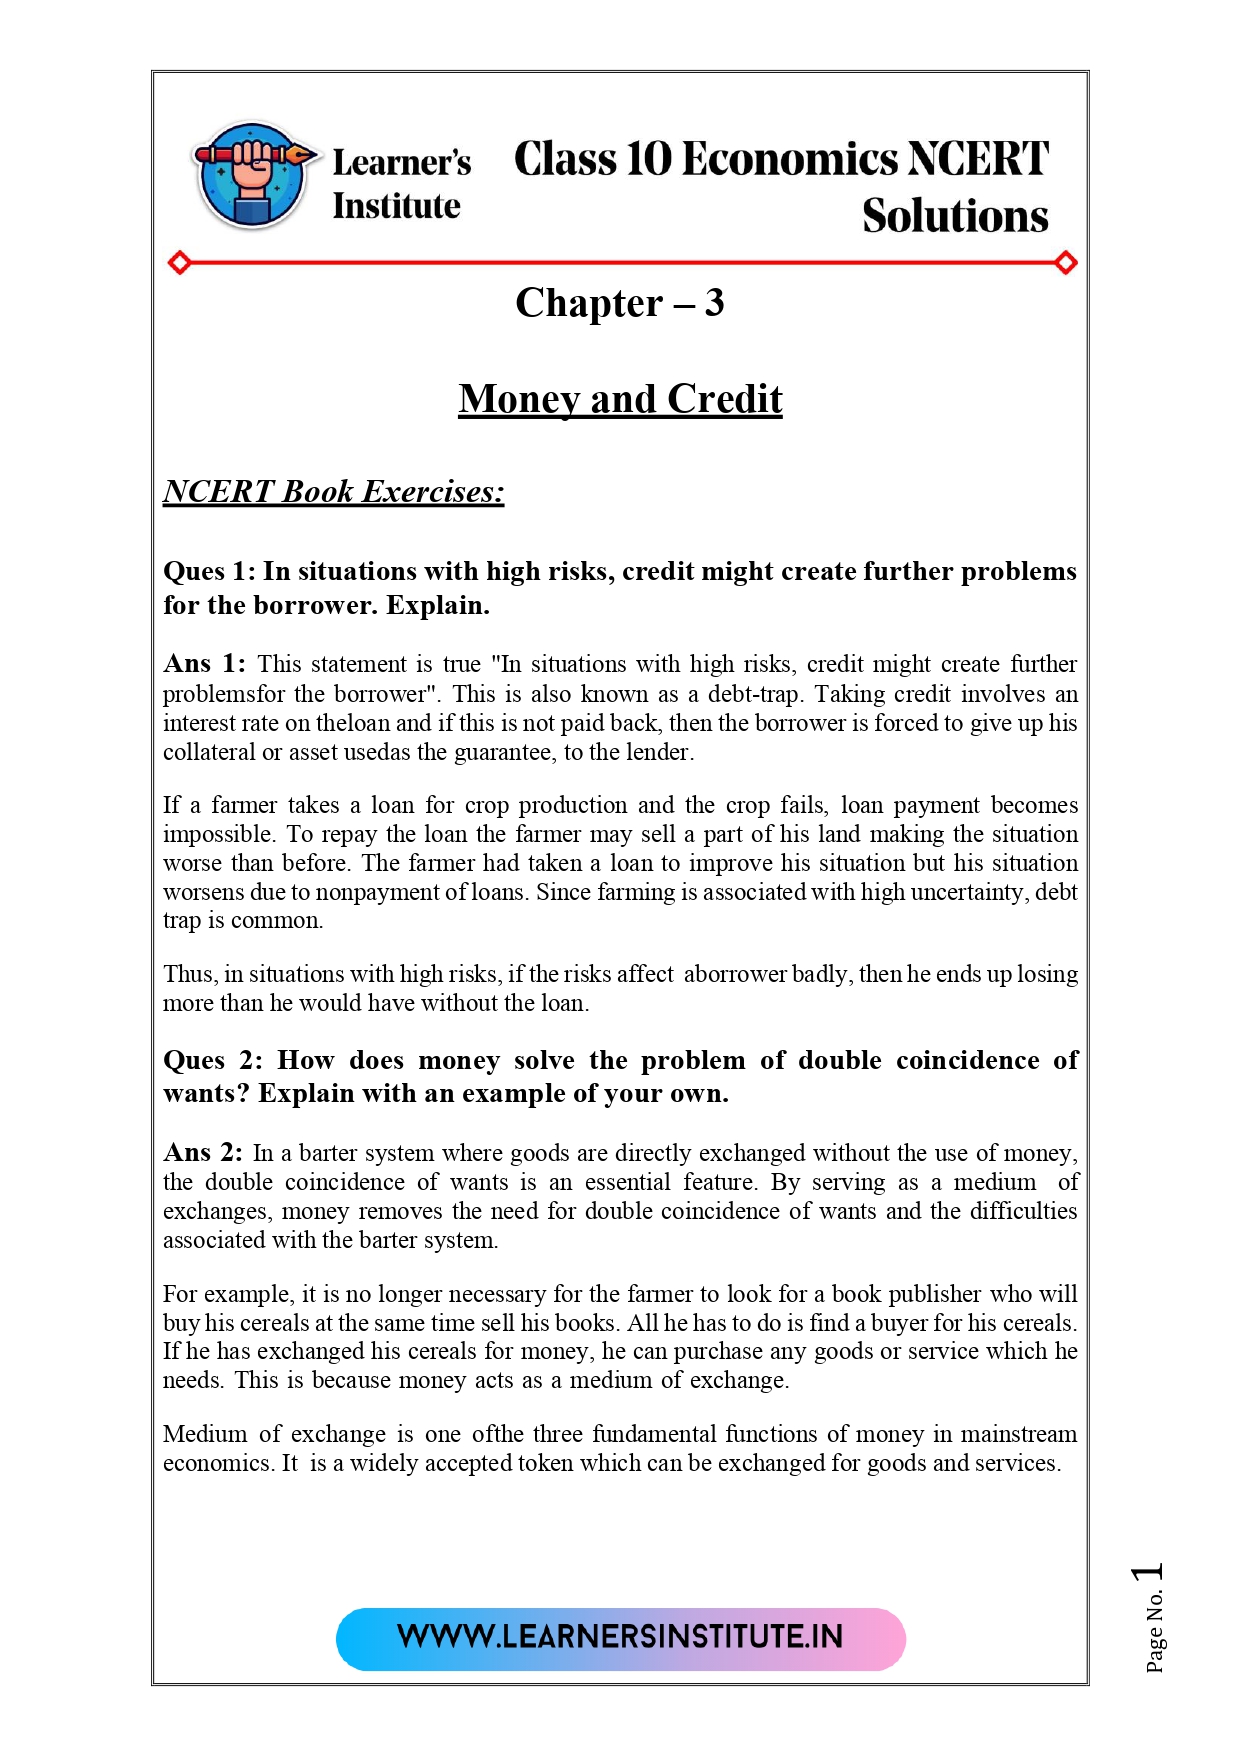 Learner's
Institute
Class 10 Economics NCERT
Solutions
Chapter – 3
Money and Credit
NCERT Book Exercises:
Ques 1: In situations with high risks, credit might create further problems
for the borrower. Explain.
Ans 1: This statement is true "In situations with high risks, credit might create further
problemsfor the borrower". This is also known as a debt-trap. Taking credit involves an
interest rate on theloan and if this is not paid back, then the borrower is forced to give up his
collateral or asset usedas the guarantee, to the lender.
If a farmer takes a loan for crop production and the crop fails, loan payment becomes
impossible. To repay the loan the farmer may sell a part of his land making the situation
worse than before. The farmer had taken a loan to improve his situation but his situation
worsens due to nonpayment of loans. Since farming is associated with high uncertainty, debt
trap is common.
Thus, in situations with high risks, if the risks affect aborrower badly, then he ends up losing
more than he would have without the loan.
Ques 2: How does money solve the problem of double coincidence of
wants? Explain with an example of your own.
Ans 2: In a barter system where goods are directly exchanged without the use of money,
the double coincidence of wants is an essential feature. By serving as a medium of
exchanges, money removes the need for double coincidence of wants and the difficulties
associated with the barter system.
For example, it is no longer necessary for the farmer to look for a book publisher who will
buy his cereals at the same time sell his books. All he has to do is find a buyer for his cereals.
If he has exchanged his cereals for money, he can purchase any goods or service which he
needs. This is because money acts as a medium of exchange.
Medium of exchange is one ofthe three fundamental functions of money in mainstream
economics. It is a widely accepted token which can be exchanged for goods and services.
WWW.LEARNERSINSTITUTE.IN
Page No. 1